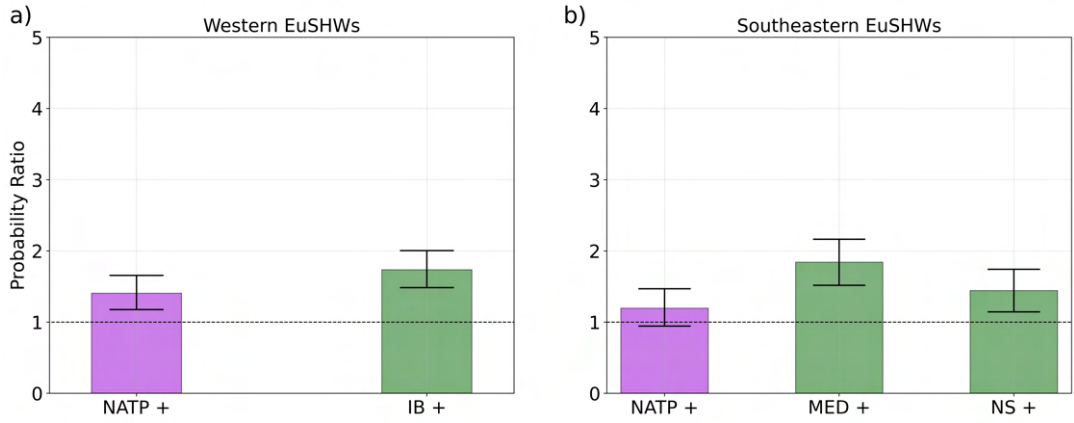 a)
Western EuSHWs
Probability Ratio
5
4
3
2
1
0
NATP +
IB +
b)
Southeastern EuSHWs
5
4
3
2
1
0
NATP +
MED +
NS +